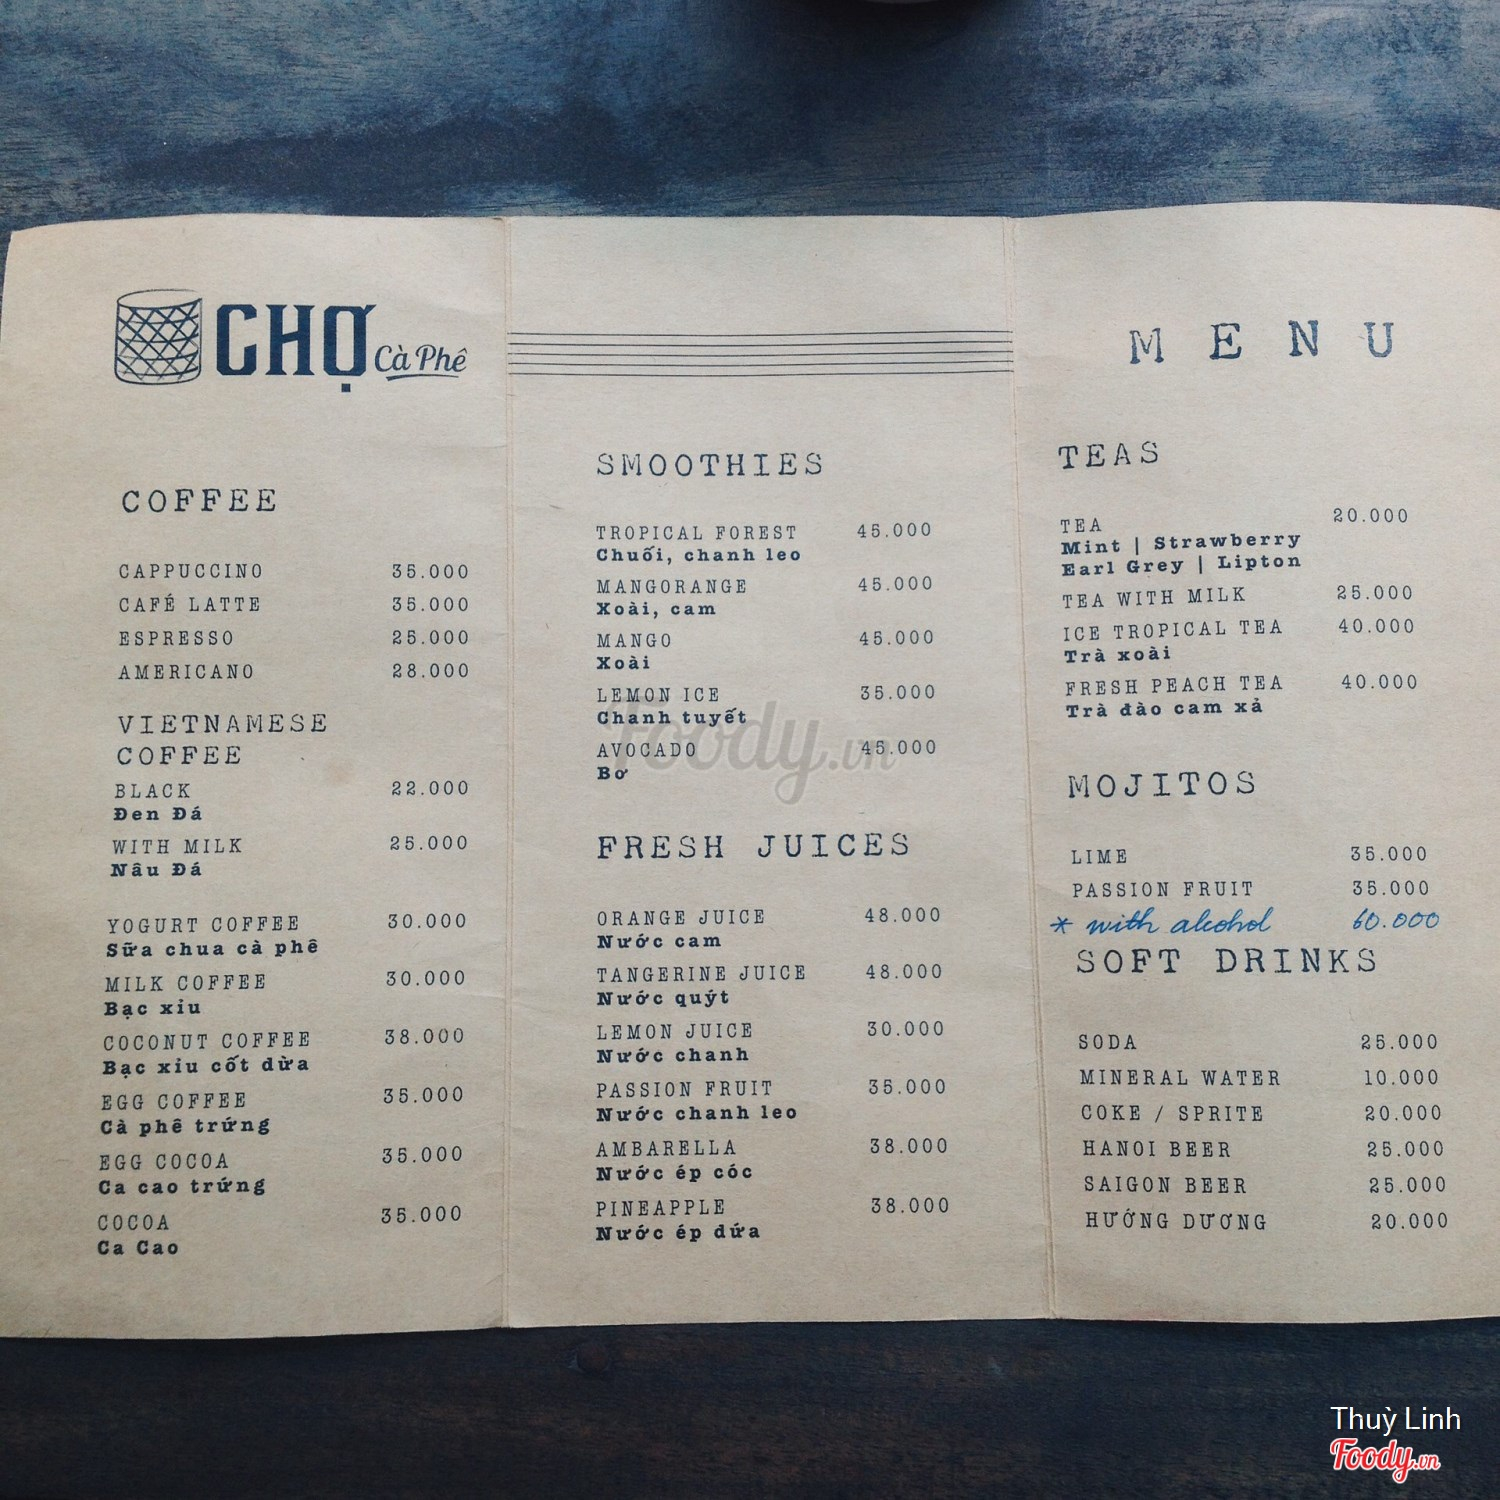 CHỢ Cà Phê
COFFEE
CAPPUCCINO 35.000
CAFÉ LATTE 35.000
ESPRESSO 25.000
AMERICANO 28.000
VIETNAMESE
COFFEE
BLACK 22.000
Đen Đá
WITH MILK 25.000
Nâu Đá
YOGURT COFFEE 30.000
Sữa chua cà phê
MILK COFFEE 30.000
Bạc xiu
COCONUT COFFEE 38.000
Bạc xiu cốt dừa
EGG COFFEE 35.000
Cà phê trứng
EGG COCOA 35.000
Ca cao trứng
COCOA 35.000
Ca Cao
SMOOTHIES
TROPICAL FOREST 45.000
Chuối, chanh leo
MANGORANGE 45.000
Xoài, cam
MANGO 45.000
Xoài
LEMON ICE 35.000
Chanh tuyết
AVOCADO 45.000
Bơ
Foody.vn
FRESH JUICES
ORANGE JUICE 48.000
Nước cam
TANGERINE JUICE 48.000
Nước quýt
LEMON JUICE 30.000
Nước chanh
PASSION FRUIT 35.000
Nước chanh leo
AMBARELLA 38.000
Nước ép cóc
PINEAPPLE 38.000
Nước ép dứa
MENU
TEAS
TEA 20.000
Mint | Strawberry
Earl Grey | Lipton
TEA WITH MILK 25.000
ICE TROPICAL TEA 40.000
Trà xoài
FRESH PEACH TEA 40.000
Trà đào cam xả
MOJITOS
LIME 35.000
PASSION FRUIT 35.000
* with alcohol 60.000
SOFT DRINKS
SODA 25.000
MINERAL WATER 10.000
COKE / SPRITE 20.000
HANOI BEER 25.000
SAIGON BEER 25.000
HƯỚNG DƯƠNG 20.000
Thuỳ Linh
Foody.vn